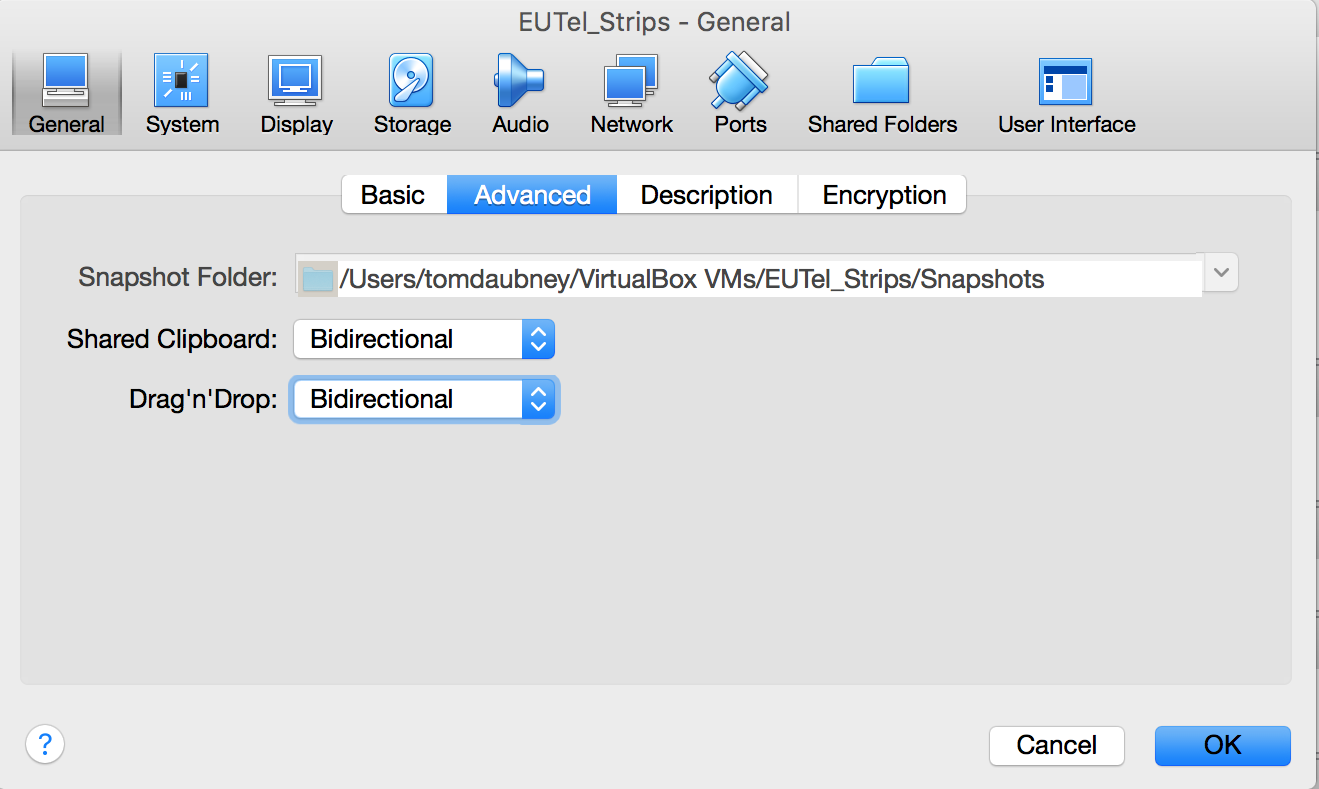 EUTel_Strips - General
General System Display Storage Audio Network Ports Shared Folders User Interface
Basic Advanced Description Encryption
Snapshot Folder: /Users/tomdaubney/VirtualBox VMs/EUTel_Strips/Snapshots
Shared Clipboard: Bidirectional
Drag'n'Drop: Bidirectional
? Cancel OK